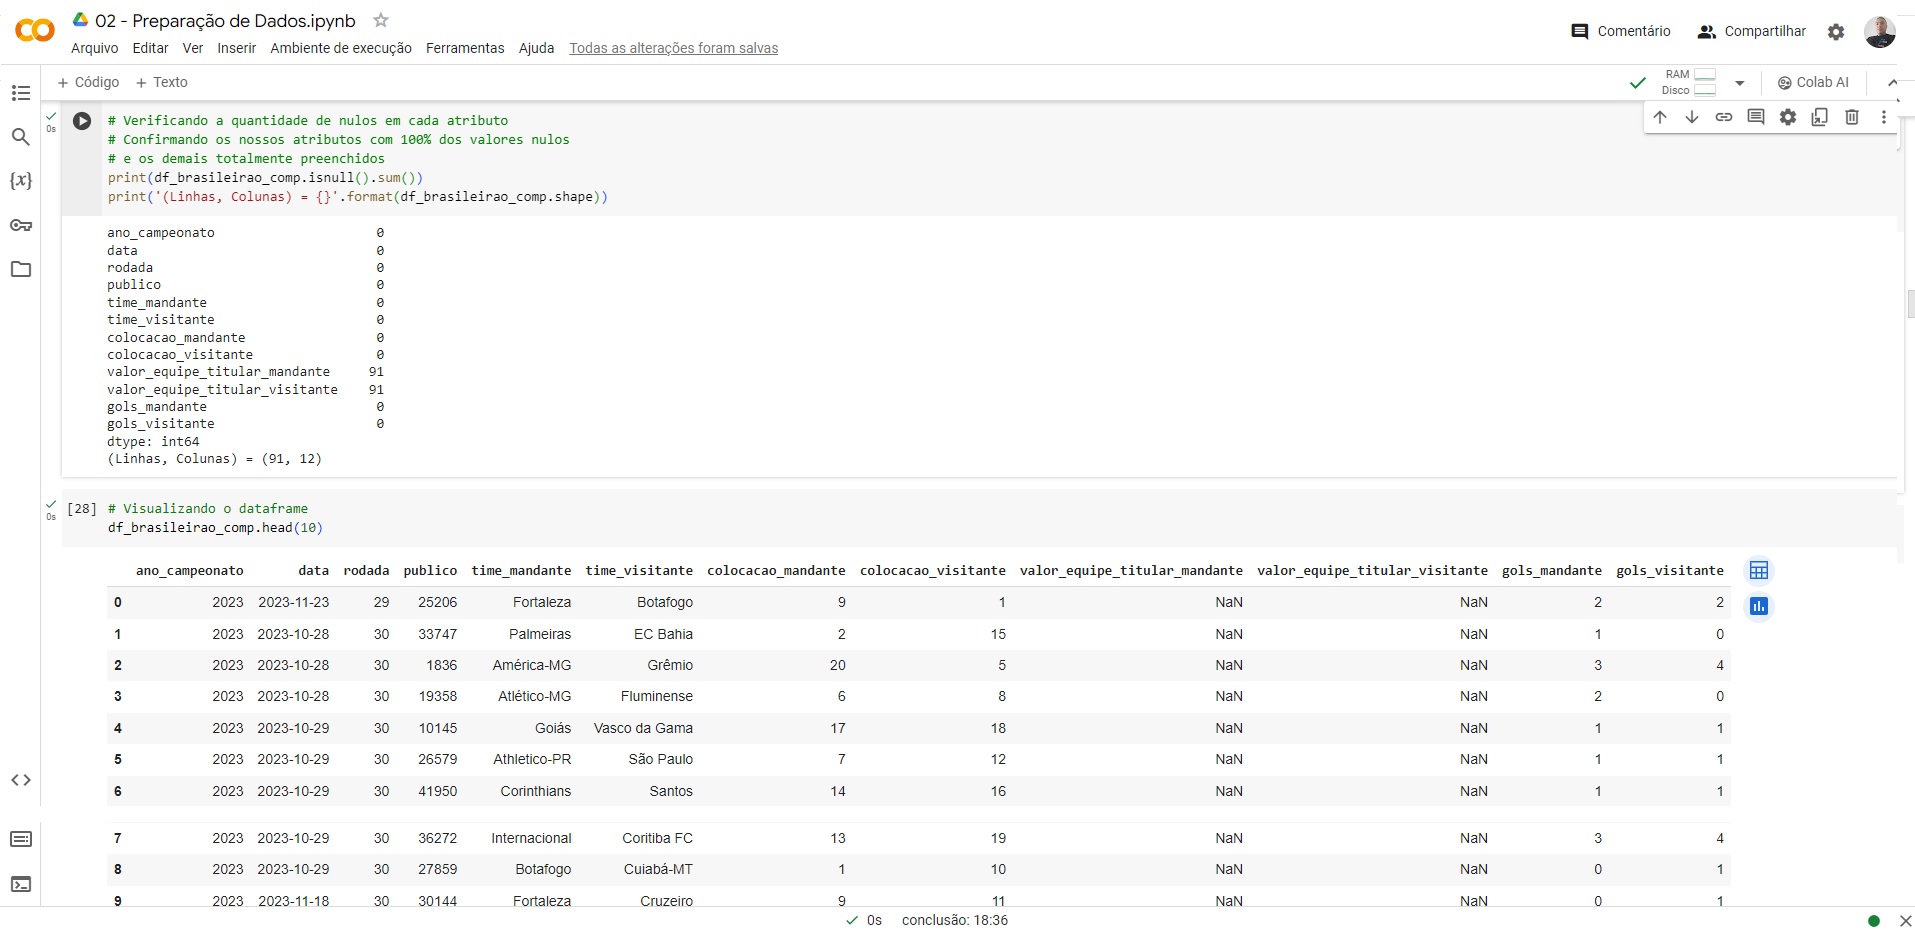 02 - Preparação de Dados.ipynb
Arquivo Editar Ver Inserir Ambiente de execução Ferramentas Ajuda Todas as alterações foram salvas
Comentário Compartilhar
+ Código + Texto
RAM
Disco
Colab AI
0s
# Verificando a quantidade de nulos em cada atributo
# Confirmando os nossos atributos com 100% dos valores nulos
# e os demais totalmente preenchidos
print(df_brasileirao_comp.isnull().sum())
print('(Linhas, Colunas) = {}'.format(df_brasileirao_comp.shape))
ano_campeonato 0
data 0
rodada 0
publico 0
time_mandante 0
time_visitante 0
colocacao_mandante 0
colocacao_visitante 0
valor_equipe_titular_mandante 91
valor_equipe_titular_visitante 91
gols_mandante 0
gols_visitante 0
dtype: int64
(Linhas, Colunas) = (91, 12)
0s
[28] # Visualizando o dataframe
df_brasileirao_comp.head(10)
ano_campeonato data rodada publico time_mandante time_visitante colocacao_mandante colocacao_visitante valor_equipe_titular_mandante valor_equipe_titular_visitante gols_mandante gols_visitante
0 2023 2023-11-23 29 25206 Fortaleza Botafogo 9 1 NaN NaN 2 2
1 2023 2023-10-28 30 33747 Palmeiras EC Bahia 2 15 NaN NaN 1 0
2 2023 2023-10-28 30 1836 América-MG Grêmio 20 5 NaN NaN 3 4
3 2023 2023-10-28 30 19358 Atlético-MG Fluminense 6 8 NaN NaN 2 0
4 2023 2023-10-29 30 10145 Goiás Vasco da Gama 17 18 NaN NaN 1 1
5 2023 2023-10-29 30 26579 Athletico-PR São Paulo 7 12 NaN NaN 1 1
6 2023 2023-10-29 30 41950 Corinthians Santos 14 16 NaN NaN 1 1
7 2023 2023-10-29 30 36272 Internacional Coritiba FC 13 19 NaN NaN 3 4
8 2023 2023-10-29 30 27859 Botafogo Cuiabá-MT 1 10 NaN NaN 0 1
9 2023 2023-11-18 30 30144 Fortaleza Cruzeiro 9 11 NaN NaN 0 1
0s conclusão: 18:36